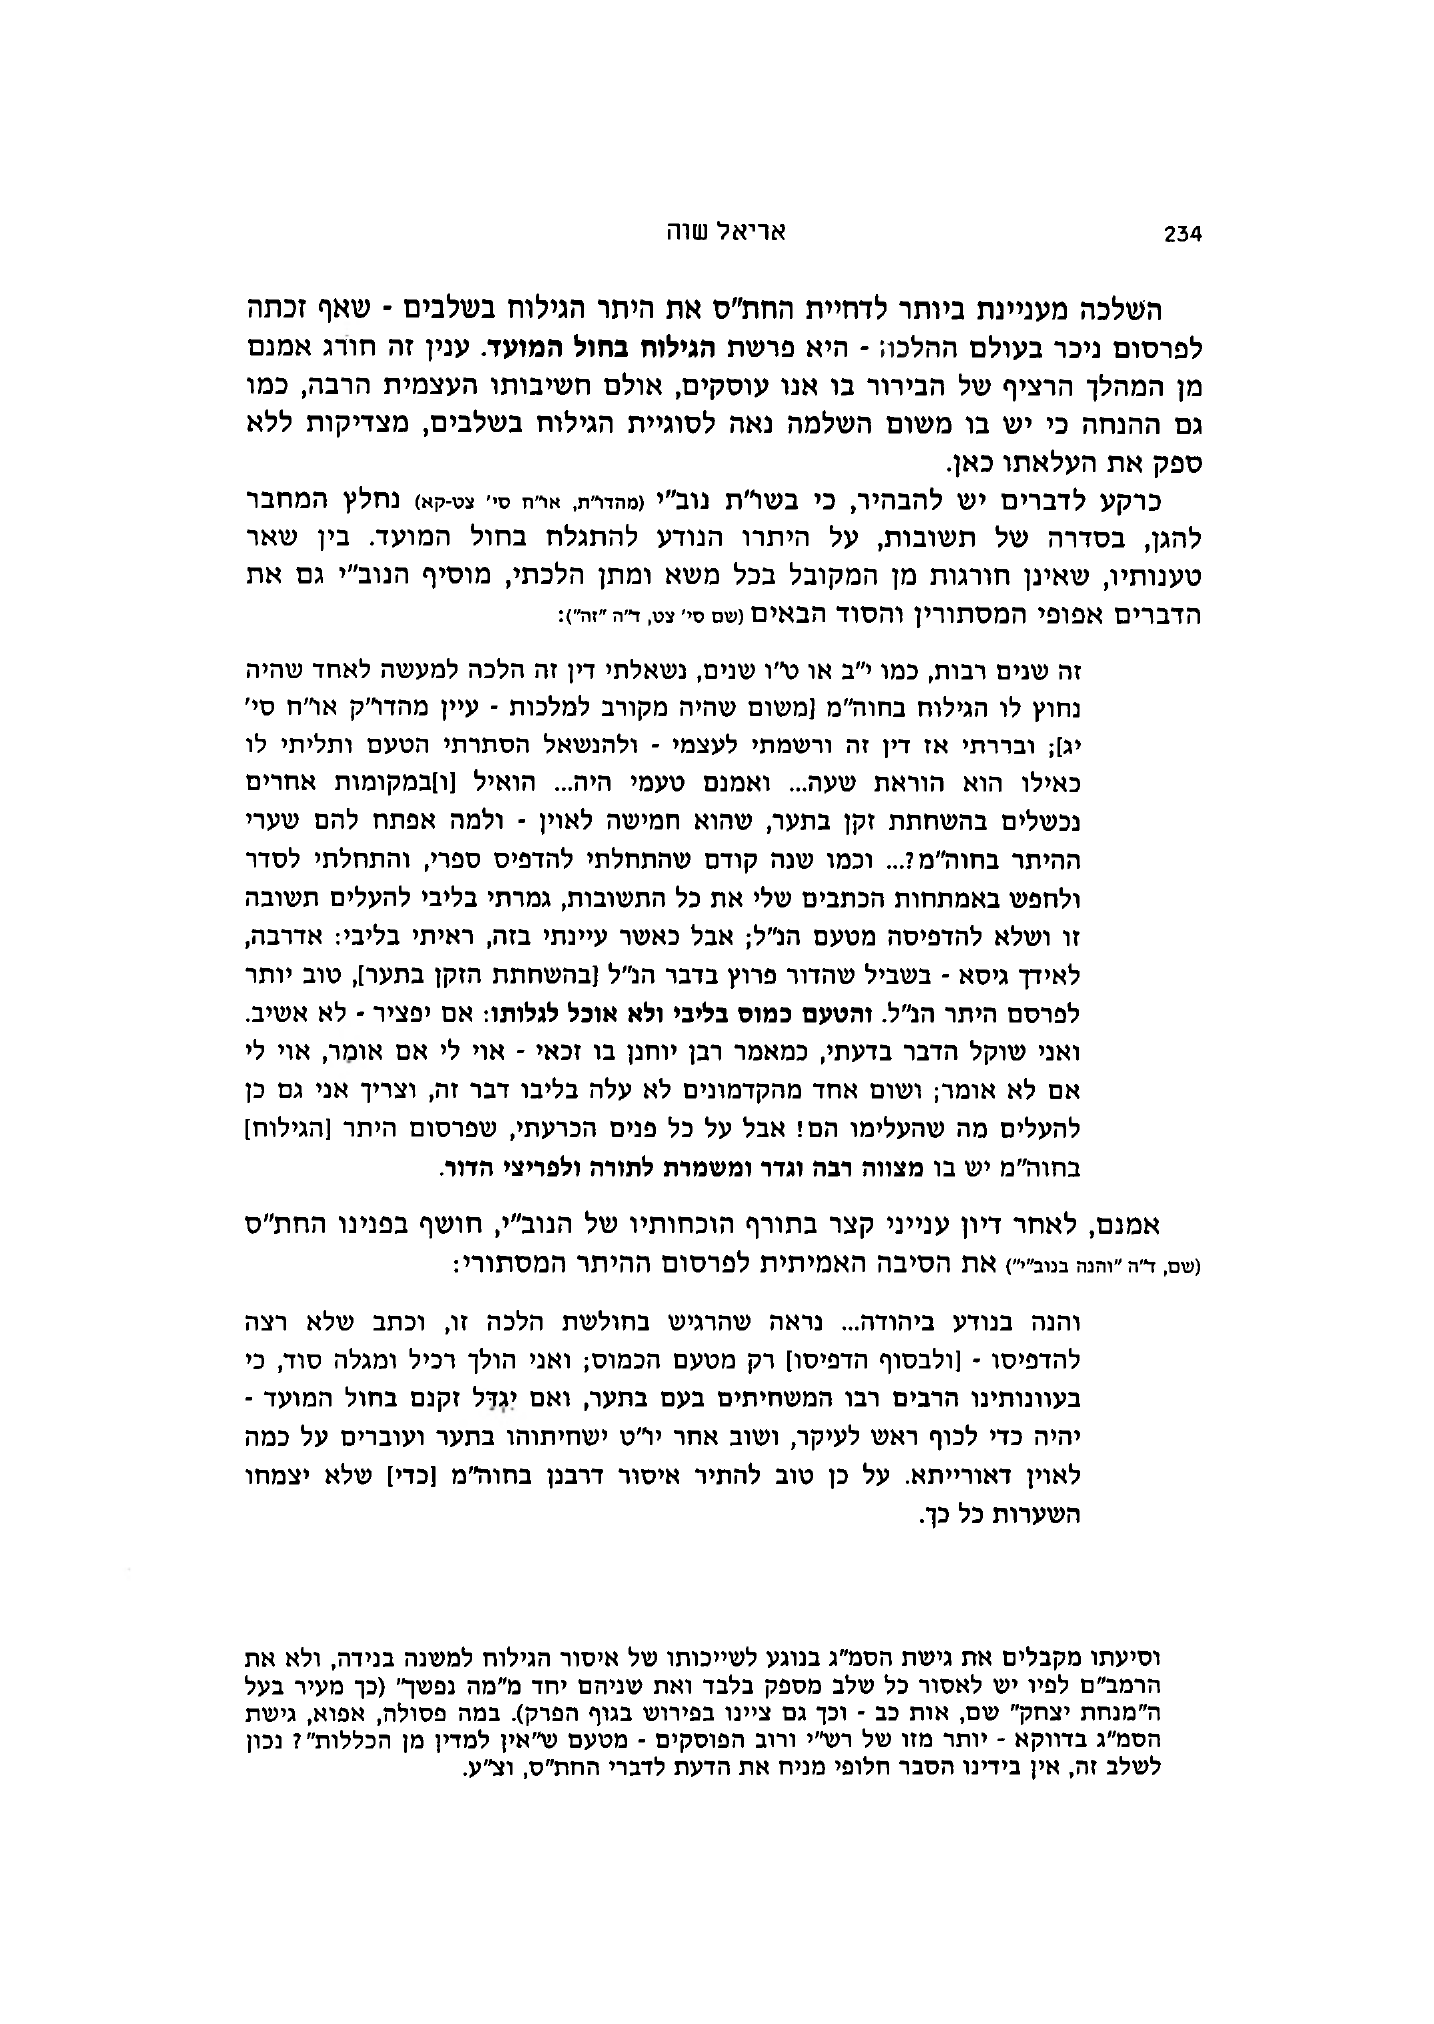 234
אריאל שוה
השלכה מעניינת ביותר לדחיית החת"ס את היתר הגילוח בשלבים - שאף זכתה
לפרסום ניכר בעולם ההלכה - היא פרשת הגילוח בחול המועד. ענין זה חורג אמנם
מן המהלך הרציף של הבירור בו אנו עוסקים, אולם חשיבותו העצמית הרבה, כמו
גם ההנחה כי יש בו משום השלמה נאה לסוגיית הגילוח בשלבים, מצדיקות ללא
ספק את העלאתו כאן.
כרקע לדברים יש להבהיר, כי בשו"ת נוב"י (מהדו"ת, או"ח סי' צט-קא) נחלץ המחבר
להגן, בסדרה של תשובות, על היתרו הנודע להתגלח בחול המועד. בין שאר
טענותיו, שאינן חורגות מן המקובל בכל משא ומתן הלכתי, מוסיף הנוב"י גם את
הדברים אפופי המסתורין והסוד הבאים (שם סי' צט, ד"ה "זה"):
זה שנים רבות, כמו י"ב או ט"ו שנים, נשאלתי דין זה הלכה למעשה לאחד שהיה
נחוץ לו הגילוח בחוה"מ [משום שהיה מקורב למלכות - עיין מהדו"ק או"ח סי'
יג]; ובררתי אז דין זה ורשמתי לעצמי - ולהנשאל הסתרתי הטעם ותליתי לו
כאילו הוא הוראת שעה... ואמנם טעמי היה... הואיל [ו]במקומות אחרים
נכשלים בהשחתת זקן בתער, שהוא חמישה לאוין - ולמה אפתח להם שערי
ההיתר בחוה"מ?... וכמו שנה קודם שהתחלתי להדפיס ספרי, והתחלתי לסדר
ולחפש באמתחות הכתבים שלי את כל התשובות, גמרתי בליבי להעלים תשובה
זו ושלא להדפיסה מטעם הנ"ל; אבל כאשר עיינתי בזה, ראיתי בליבי: אדרבה,
לאידך גיסא - בשביל שהדור פרוץ בדבר הנ"ל [בהשחתת הזקן בתער], טוב יותר
לפרסם היתר הנ"ל. והטעם כמוס בליבי ולא אוכל לגלותו: אם יפציר - לא אשיב.
ואני שוקל הדבר בדעתי, כמאמר רבן יוחנן בו זכאי - אוי לי אם אומר, אוי לי
אם לא אומר; ושום אחד מהקדמונים לא עלה בליבו דבר זה, וצריך אני גם כן
להעלים מה שהעלימו הם! אבל על כל פנים הכרעתי, שפרסום היתר [הגילוח]
בחוה"מ יש בו מצווה רבה וגדר ומשמרת לתורה ולפריצי הדור.
אמנם, לאחר דיון ענייני קצר בתורף הוכחותיו של הנוב"י, חושף בפנינו החת"ס
(שם, ד"ה "והנה בנוב"י") את הסיבה האמיתית לפרסום ההיתר המסתורי:
והנה בנודע ביהודה... נראה שהרגיש בחולשת הלכה זו, וכתב שלא רצה
להדפיסו - [ולבסוף הדפיסו] רק מטעם הכמוס; ואני הולך רכיל ומגלה סוד, כי
בעוונותינו הרבים רבו המשחיתים בעם בתער, ואם יגדל זקנם בחול המועד -
יהיה כדי לכוף ראש לעיקר, ושוב אחר יו"ט ישחיתוהו בתער ועוברים על כמה
לאוין דאורייתא. על כן טוב להתיר איסור דרבנן בחוה"מ [כדי] שלא יצמחו
השערות כל כך.
וסיעתו מקבלים את גישת הסמ"ג בנוגע לשייכותו של איסור הגילוח למשנה בנידה, ולא את
הרמב"ם לפיו יש לאסור כל שלב מספק בלבד ואת שניהם יחד מ"מה נפשך" (כך מעיר בעל
ה"מנחת יצחק" שם, אות כב - וכך גם ציינו בפירוש בגוף הפרק). במה פסולה, אפוא, גישת
הסמ"ג בדווקא - יותר מזו של רש"י ורוב הפוסקים - מטעם ש"אין למדין מן הכללות"? נכון
לשלב זה, אין בידינו הסבר חלופי מניח את הדעת לדברי החת"ס, וצ"ע.